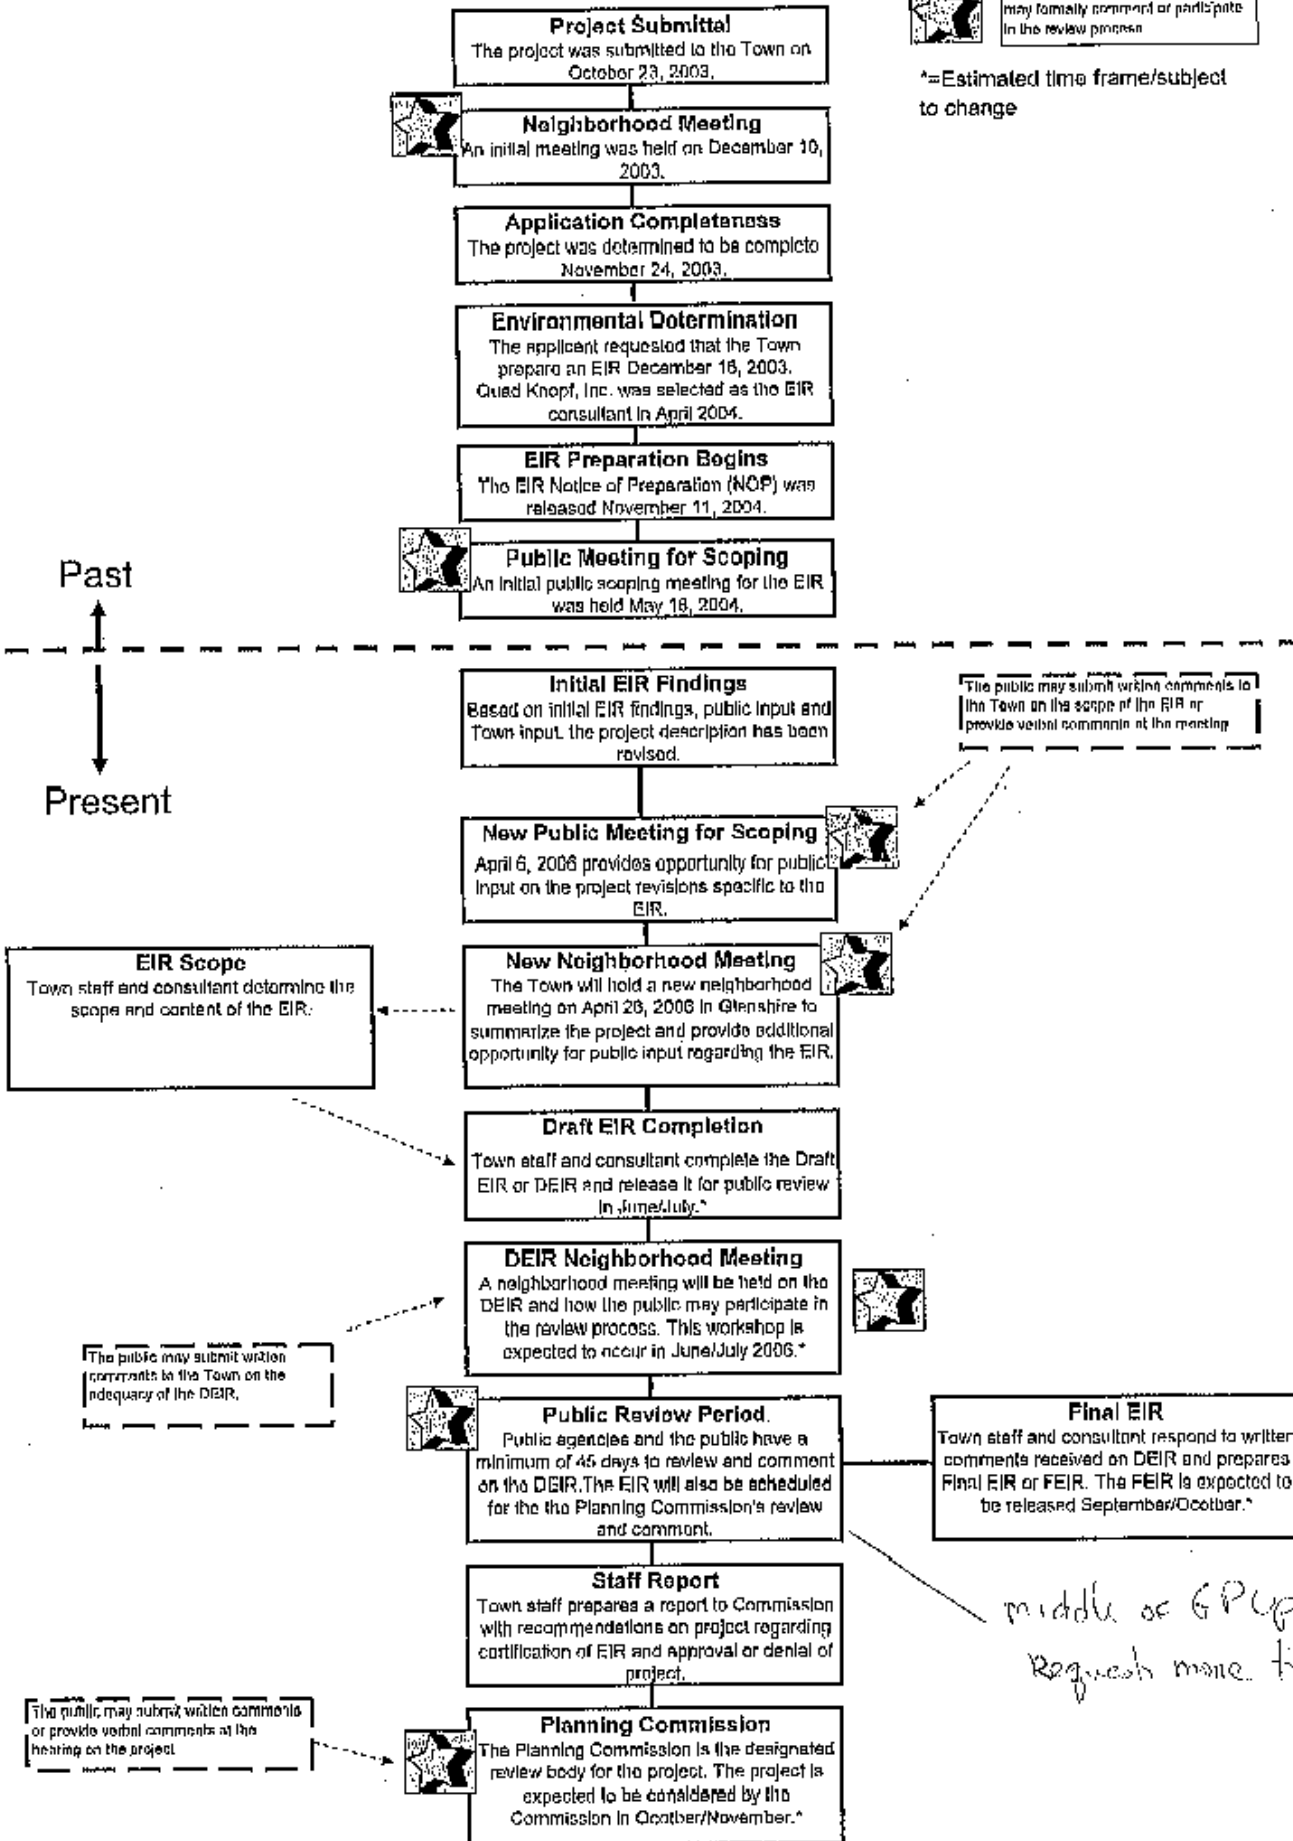 may formally comment or participate
in the review process
*=Estimated time frame/subject
to change
Project Submittal
The project was submitted to the Town on
October 23, 2003.
Neighborhood Meeting
An initial meeting was held on December 10,
2003.
Application Completeness
The project was determined to be complete
November 24, 2003.
Environmental Determination
The applicant requested that the Town
prepare an EIR December 16, 2003.
Quad Knopf, Inc. was selected as the EIR
consultant in April 2004.
EIR Preparation Begins
The EIR Notice of Preparation (NOP) was
released November 11, 2004.
Public Meeting for Scoping
An initial public scoping meeting for the EIR
was held May 18, 2004.
Past
Present
Initial EIR Findings
Based on initial EIR findings, public input and
Town input, the project description has been
revised.
The public may submit written comments to
the Town on the scope of the EIR or
provide verbal comments at the meeting
New Public Meeting for Scoping
April 6, 2006 provides opportunity for public
input on the project revisions specific to the
EIR.
New Neighborhood Meeting
The Town will hold a new neighborhood
meeting on April 26, 2006 in Glenshire to
summarize the project and provide additional
opportunity for public input regarding the EIR.
EIR Scope
Town staff and consultant determine the
scope and content of the EIR.
Draft EIR Completion
Town staff and consultant complete the Draft
EIR or DEIR and release it for public review
in June/July.*
DEIR Neighborhood Meeting
A neighborhood meeting will be held on the
DEIR and how the public may participate in
the review process. This workshop is
expected to occur in June/July 2006.*
The public may submit written
comments to the Town on the
adequacy of the DEIR.
Public Review Period.
Public agencies and the public have a
minimum of 45 days to review and comment
on the DEIR.The EIR will also be scheduled
for the the Planning Commission's review
and comment.
Final EIR
Town staff and consultant respond to written
comments received on DEIR and prepares
Final EIR or FEIR. The FEIR is expected to
be released September/Ocotber.*
middle of
Request more
Staff Report
Town staff prepares a report to Commission
with recommendations on project regarding
certification of EIR and approval or denial of
project.
The public may submit written comments
or provide verbal comments at the
hearing on the project
Planning Commission
The Planning Commission is the designated
review body for the project. The project is
expected to be considered by the
Commission in Ocotber/November.*